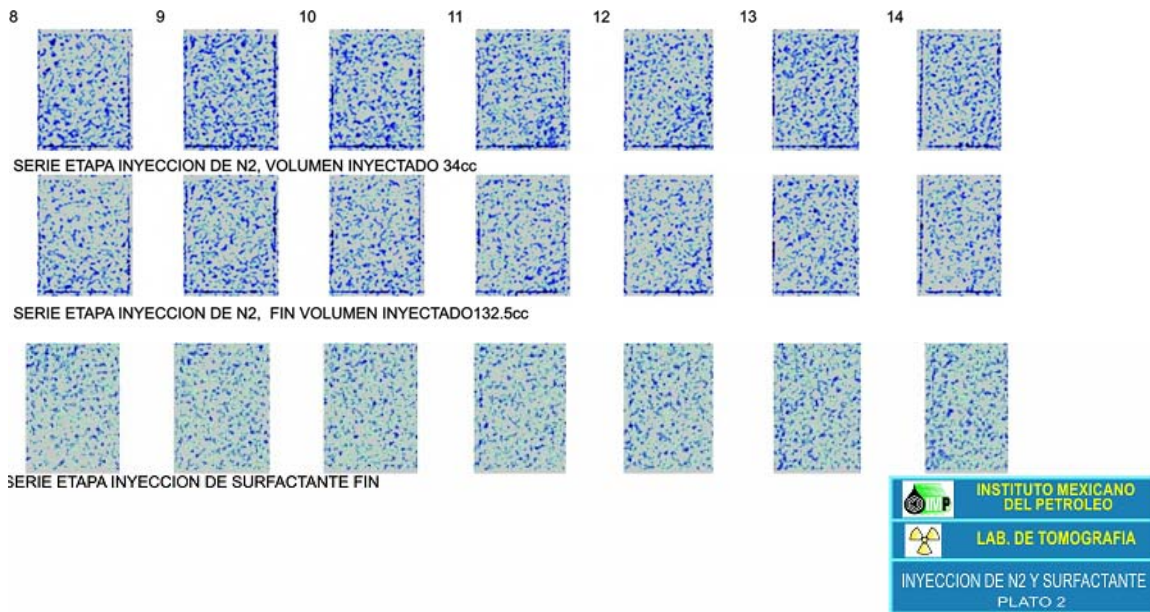 8 9 10 11 12 13 14
SERIE ETAPA INYECCION DE N2, VOLUMEN INYECTADO 34cc
SERIE ETAPA INYECCION DE N2, FIN VOLUMEN INYECTADO132.5cc
SERIE ETAPA INYECCION DE SURFACTANTE FIN
IMP
INSTITUTO MEXICANO
DEL PETROLEO
LAB. DE TOMOGRAFIA
INYECCION DE N2 Y SURFACTANTE
PLATO 2